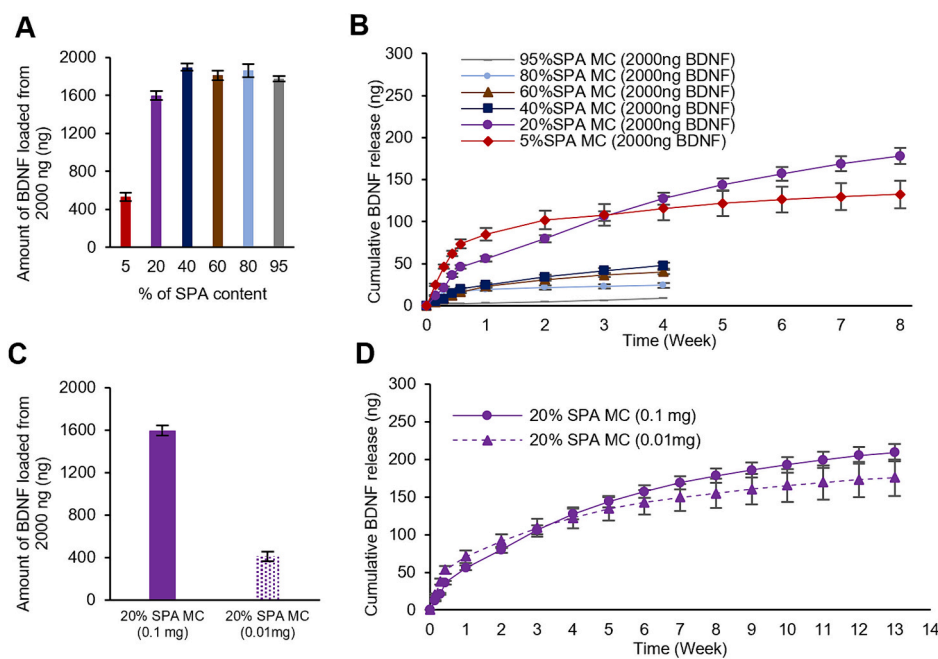 A
Amount of BDNF loaded from
2000 ng (ng)
2000
1600
1200
800
400
0
5 20 40 60 80 95
% of SPA content
B
Cumulative BDNF release (ng)
300
250
200
150
100
50
0
95%SPA MC (2000ng BDNF)
80%SPA MC (2000ng BDNF)
60%SPA MC (2000ng BDNF)
40%SPA MC (2000ng BDNF)
20%SPA MC (2000ng BDNF)
5%SPA MC (2000ng BDNF)
0 1 2 3 4 5 6 7 8
Time (Week)
C
Amount of BDNF loaded from
2000 ng (ng)
2000
1600
1200
800
400
0
20% SPA MC 20% SPA MC
(0.1 mg) (0.01mg)
D
Cumulative BDNF release (ng)
300
250
200
150
100
50
0
20% SPA MC (0.1 mg)
20% SPA MC (0.01mg)
0 1 2 3 4 5 6 7 8 9 10 11 12 13 14
Time (Week)